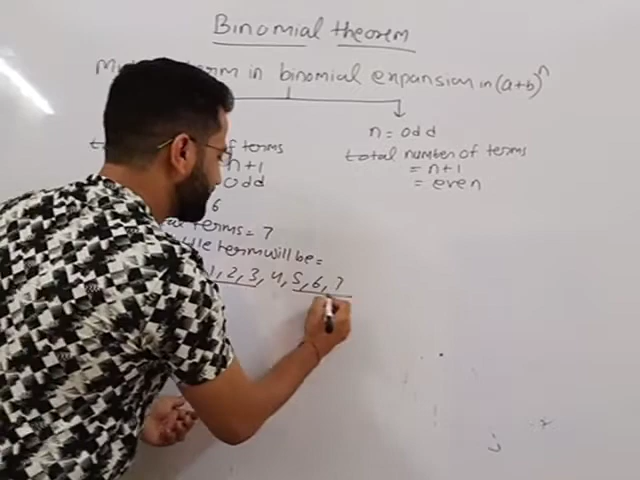 Binomial theorem
term in binomial expansion in (a+b)^n
of terms
n+1
odd
6
terms = 7
term will be =
1, 2, 3, 4, 5, 6, 7
n = odd
total number of terms
= n+1
= even